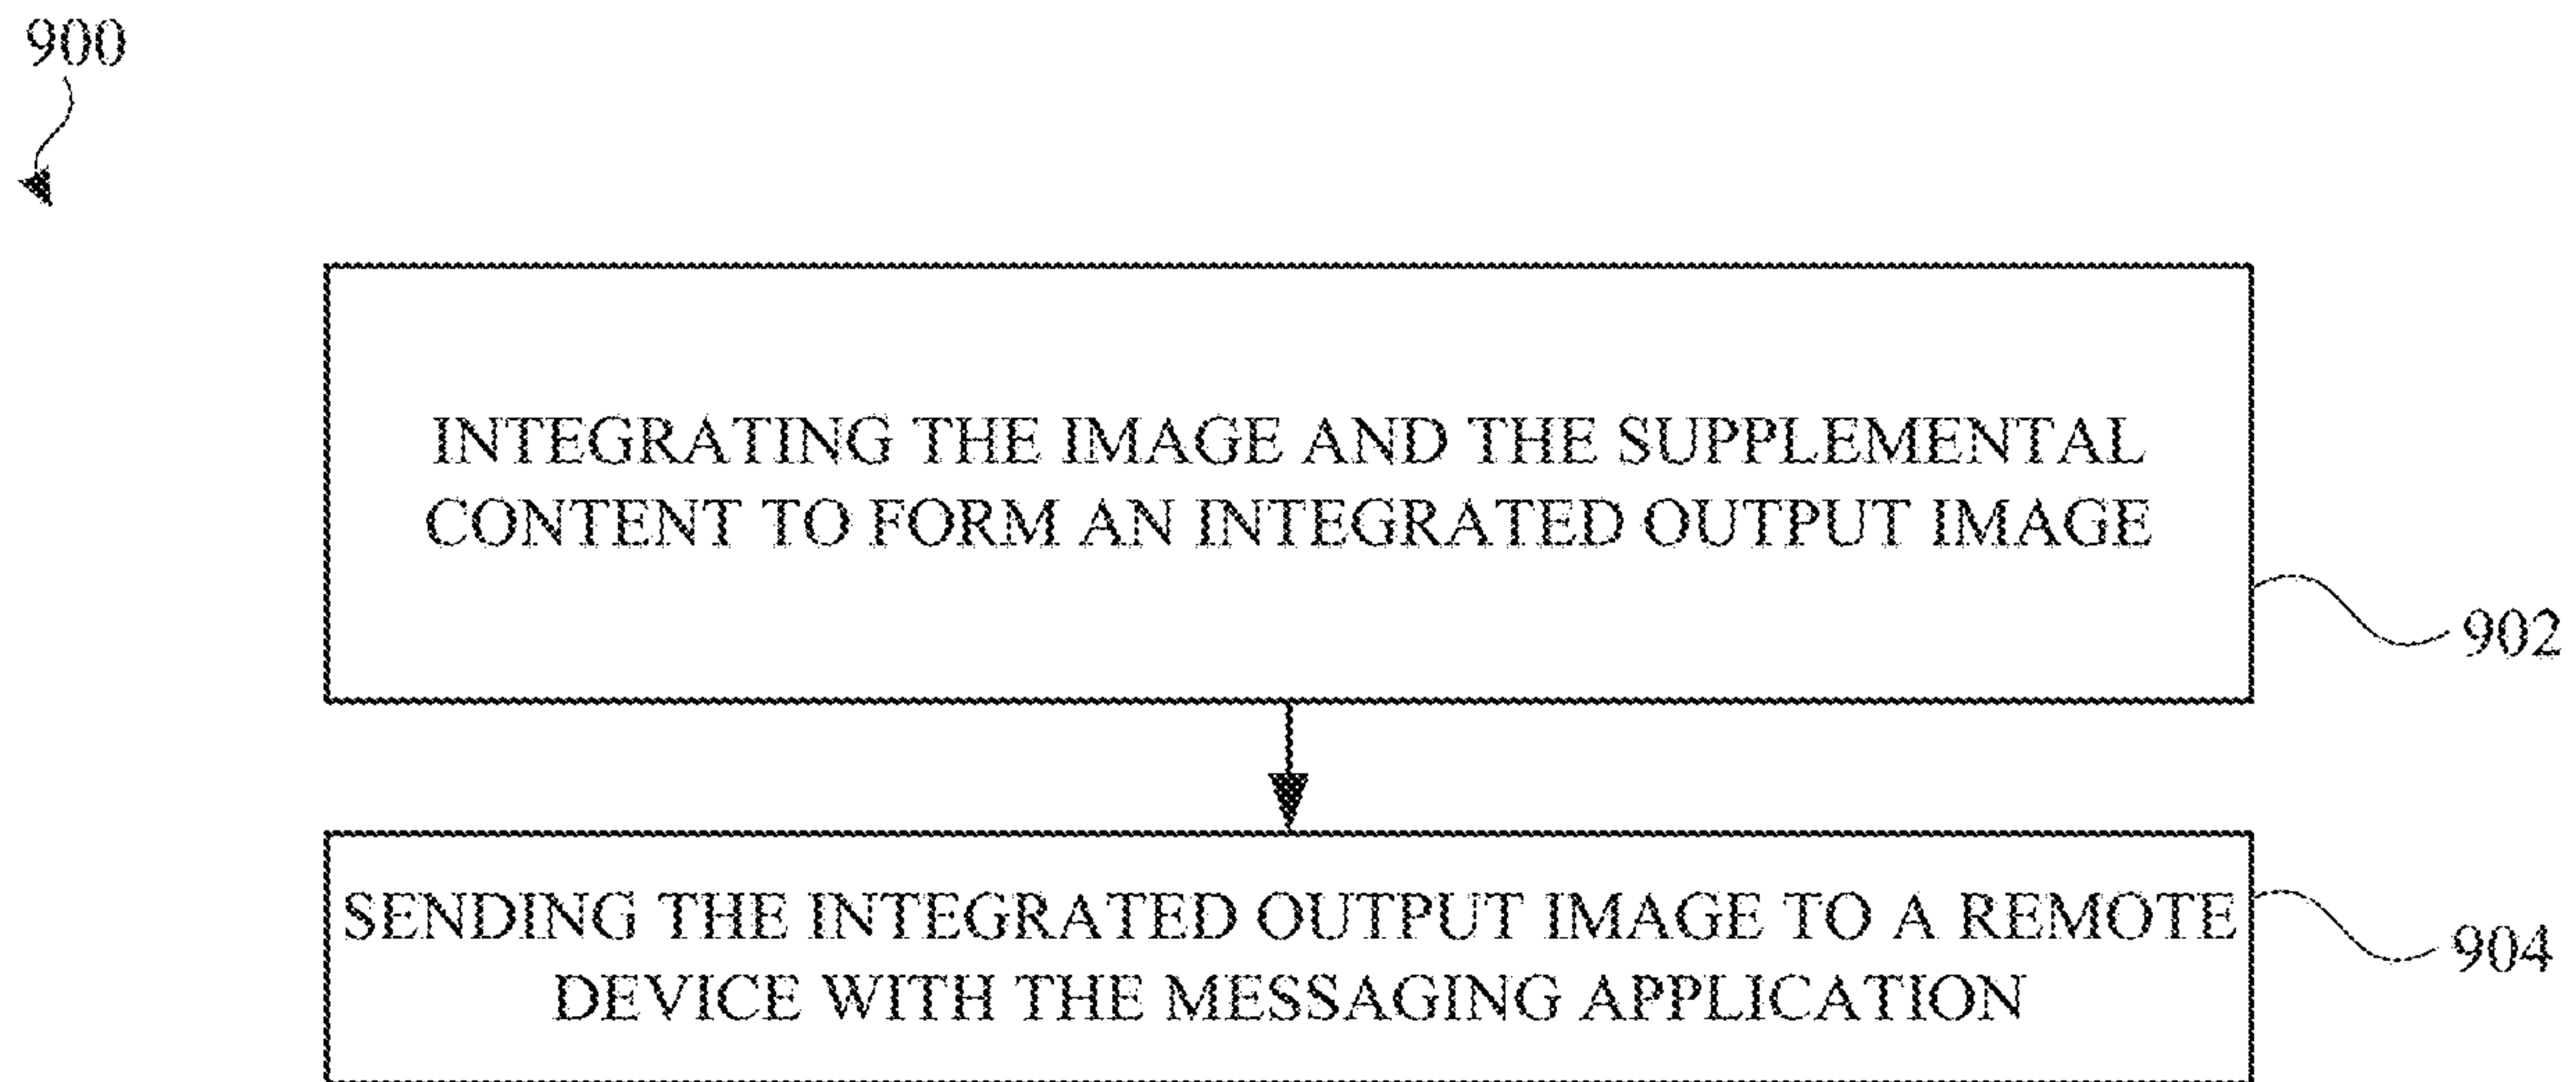 900
INTEGRATING THE IMAGE AND THE SUPPLEMENTAL
CONTENT TO FORM AN INTEGRATED OUTPUT IMAGE
902
SENDING THE INTEGRATED OUTPUT IMAGE TO A REMOTE
DEVICE WITH THE MESSAGING APPLICATION
904